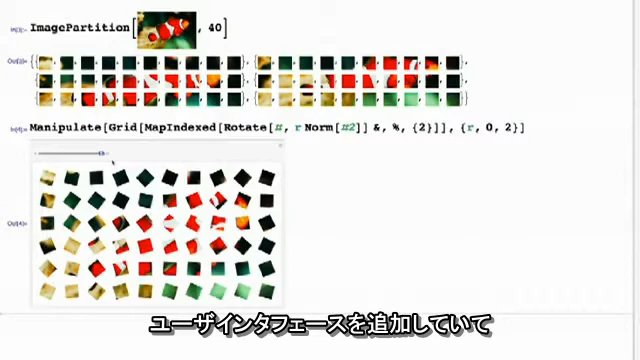 In[3]:= ImagePartition[ , 40]
Out[3]= {{ , , , , , , , , , }, { , , , , , , , , , },
In[4]:= Manipulate[Grid[MapIndexed[Rotate[#, r Norm[#2]] &, %, {2}]], {r, 0, 2}]
Out[4]=
ユーザインタフェースを追加していて